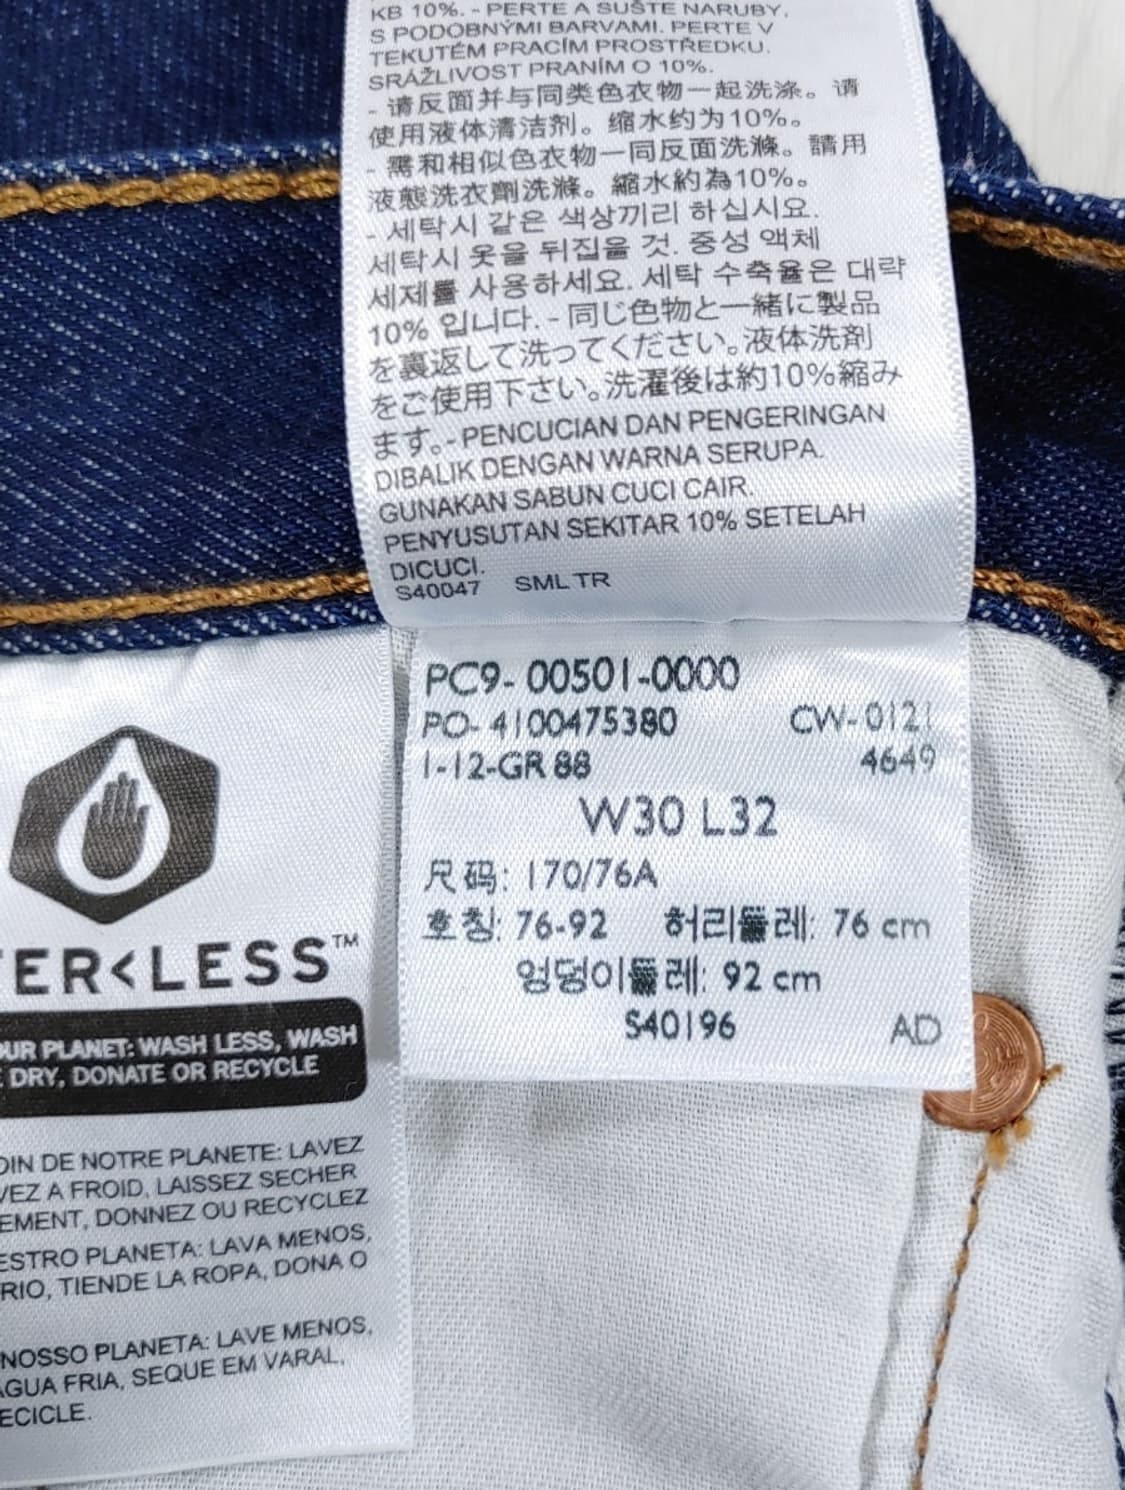 KB 10%. - PERTE A SUŠTE NARUBY,
S PODOBNÝMI BARVAMI. PERTE V
TEKUTÉM PRACÍM PROSTŘEDKU.
SRÁŽLIVOST PRANÍM O 10%.
- 请反面并与同类色衣物一起洗涤。请
使用液体清洁剂。缩水约为10%。
- 需和相似色衣物一同反面洗滌。請用
液態洗衣劑洗滌。縮水約為10%。
- 세탁시 같은 색상끼리 하십시요.
세탁시 옷을 뒤집을 것. 중성 액체
세제를 사용하세요. 세탁 수축율은 대략
10% 입니다. - 同じ色物と一緒に製品
を裏返して洗ってください。液体洗剤
をご使用下さい。洗濯後は約10%縮み
ます。- PENCUCIAN DAN PENGERINGAN
DIBALIK DENGAN WARNA SERUPA.
GUNAKAN SABUN CUCI CAIR.
PENYUSUTAN SEKITAR 10% SETELAH
DICUCI.
S40047 SML TR
PC9- 00501-0000
PO- 4100475380 CW- 0121
1-12-GR 88 4649
W30 L32
尺码: 170/76A
호칭: 76-92 허리둘레: 76 cm
엉덩이둘레: 92 cm
S40196 AD
ER<LESS™
OUR PLANET: WASH LESS, WASH
DRY, DONATE OR RECYCLE
OIN DE NOTRE PLANETE: LAVEZ
VEZ A FROID, LAISSEZ SECHER
EMENT, DONNEZ OU RECYCLEZ
ESTRO PLANETA: LAVA MENOS,
RIO, TIENDE LA ROPA, DONA O
NOSSO PLANETA: LAVE MENOS,
AGUA FRIA, SEQUE EM VARAL,
ECICLE.